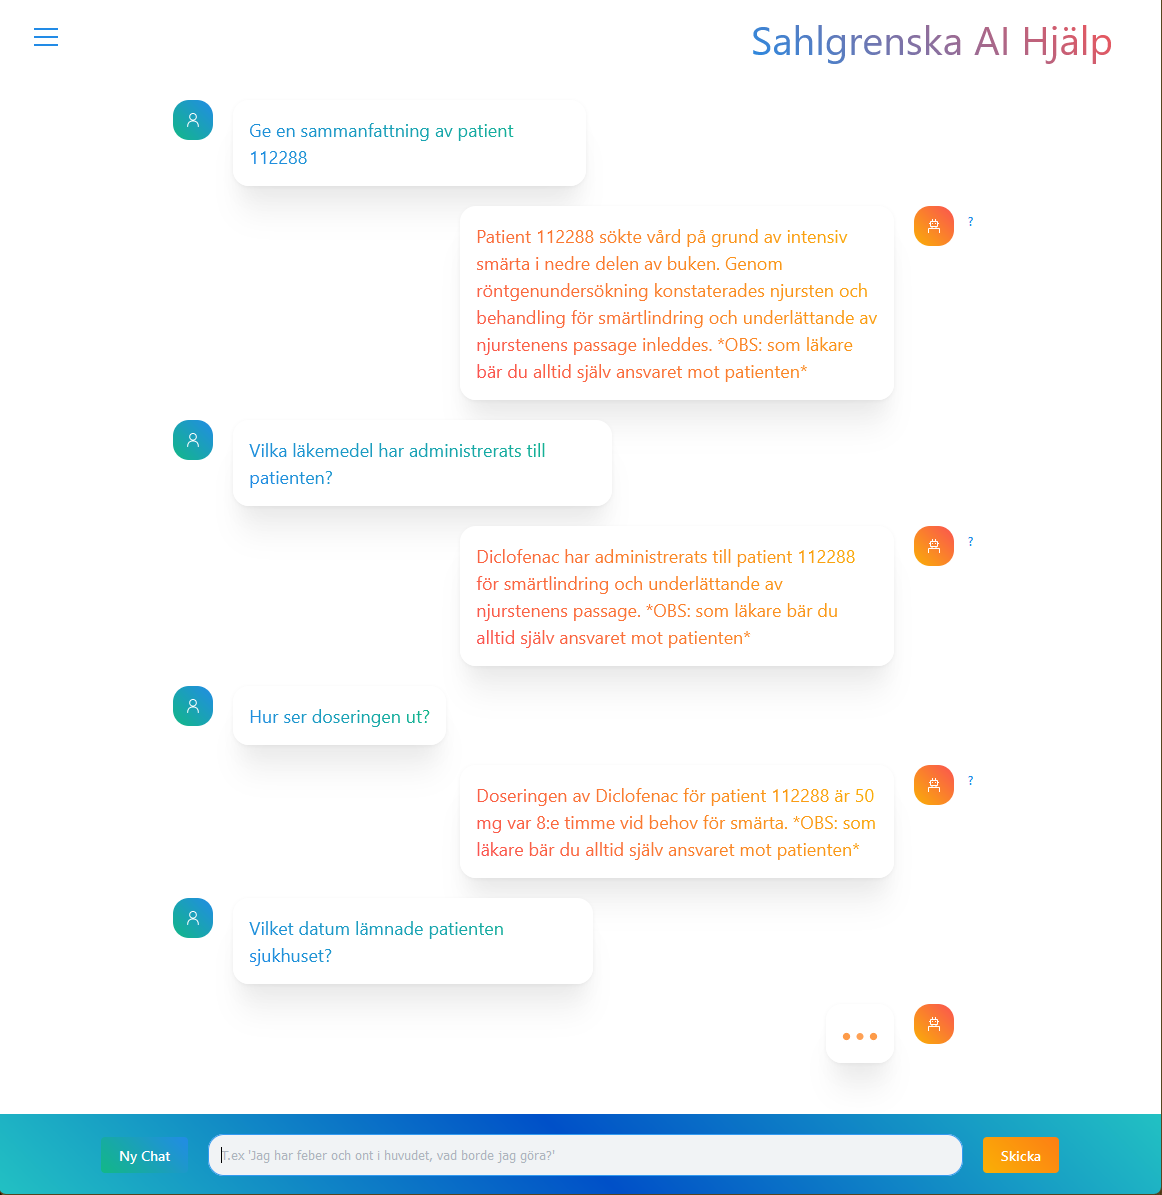 Sahlgrenska AI Hjälp
Ge en sammanfattning av patient
112288
?
Patient 112288 sökte vård på grund av intensiv
smärta i nedre delen av buken. Genom
röntgenundersökning konstaterades njursten och
behandling för smärtlindring och underlättande av
njurstenens passage inleddes. *OBS: som läkare
bär du alltid själv ansvaret mot patienten*
Vilka läkemedel har administrerats till
patienten?
?
Diclofenac har administrerats till patient 112288
för smärtlindring och underlättande av
njurstenens passage. *OBS: som läkare bär du
alltid själv ansvaret mot patienten*
Hur ser doseringen ut?
?
Doseringen av Diclofenac för patient 112288 är 50
mg var 8:e timme vid behov för smärta. *OBS: som
läkare bär du alltid själv ansvaret mot patienten*
Vilket datum lämnade patienten
sjukhuset?
Ny Chat
T.ex 'Jag har feber och ont i huvudet, vad borde jag göra?'
Skicka